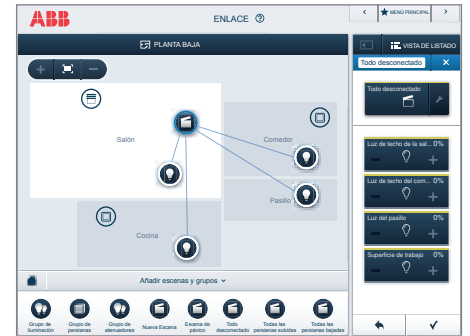 ABB
ENLACE ?
MENÚ PRINCIPAL
PLANTA BAJA
VISTA DE LISTADO
Todo desconectado
Todo desconectado
Salón
Comedor
Pasillo
Cocina
Luz de techo de la sal... 0%
Luz de techo del com... 0%
Luz del pasillo 0%
Superficie de trabajo 0%
Añadir escenas y grupos
Grupo de iluminación
Grupo de persianas
Grupo de atenuadores
Nueva Escena
Escena de pánico
Todo desconectado
Todas las persianas subidas
Todas las persianas bajadas